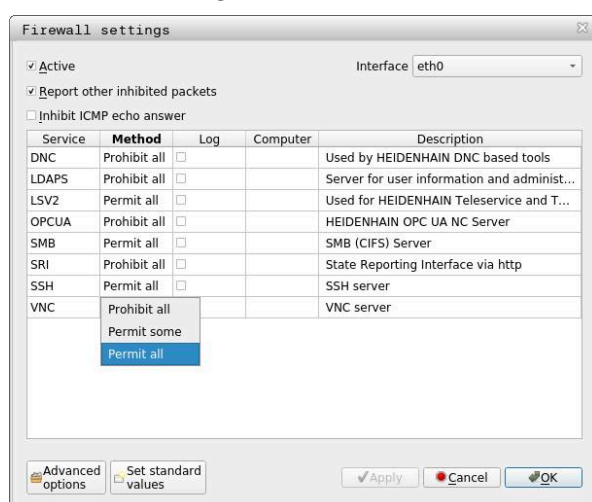 Firewall settings
Active Interface eth0
Report other inhibited packets
Inhibit ICMP echo answer
Service Method Log Computer Description
DNC Prohibit all Used by HEIDENHAIN DNC based tools
LDAPS Prohibit all Server for user information and administ...
LSV2 Permit all Used for HEIDENHAIN Teleservice and T...
OPCUA Prohibit all HEIDENHAIN OPC UA NC Server
SMB Permit all SMB (CIFS) Server
SRI Prohibit all State Reporting Interface via http
SSH Permit all SSH server
VNC Prohibit all VNC server
Permit some
Permit all
Advanced options Set standard values Apply Cancel OK